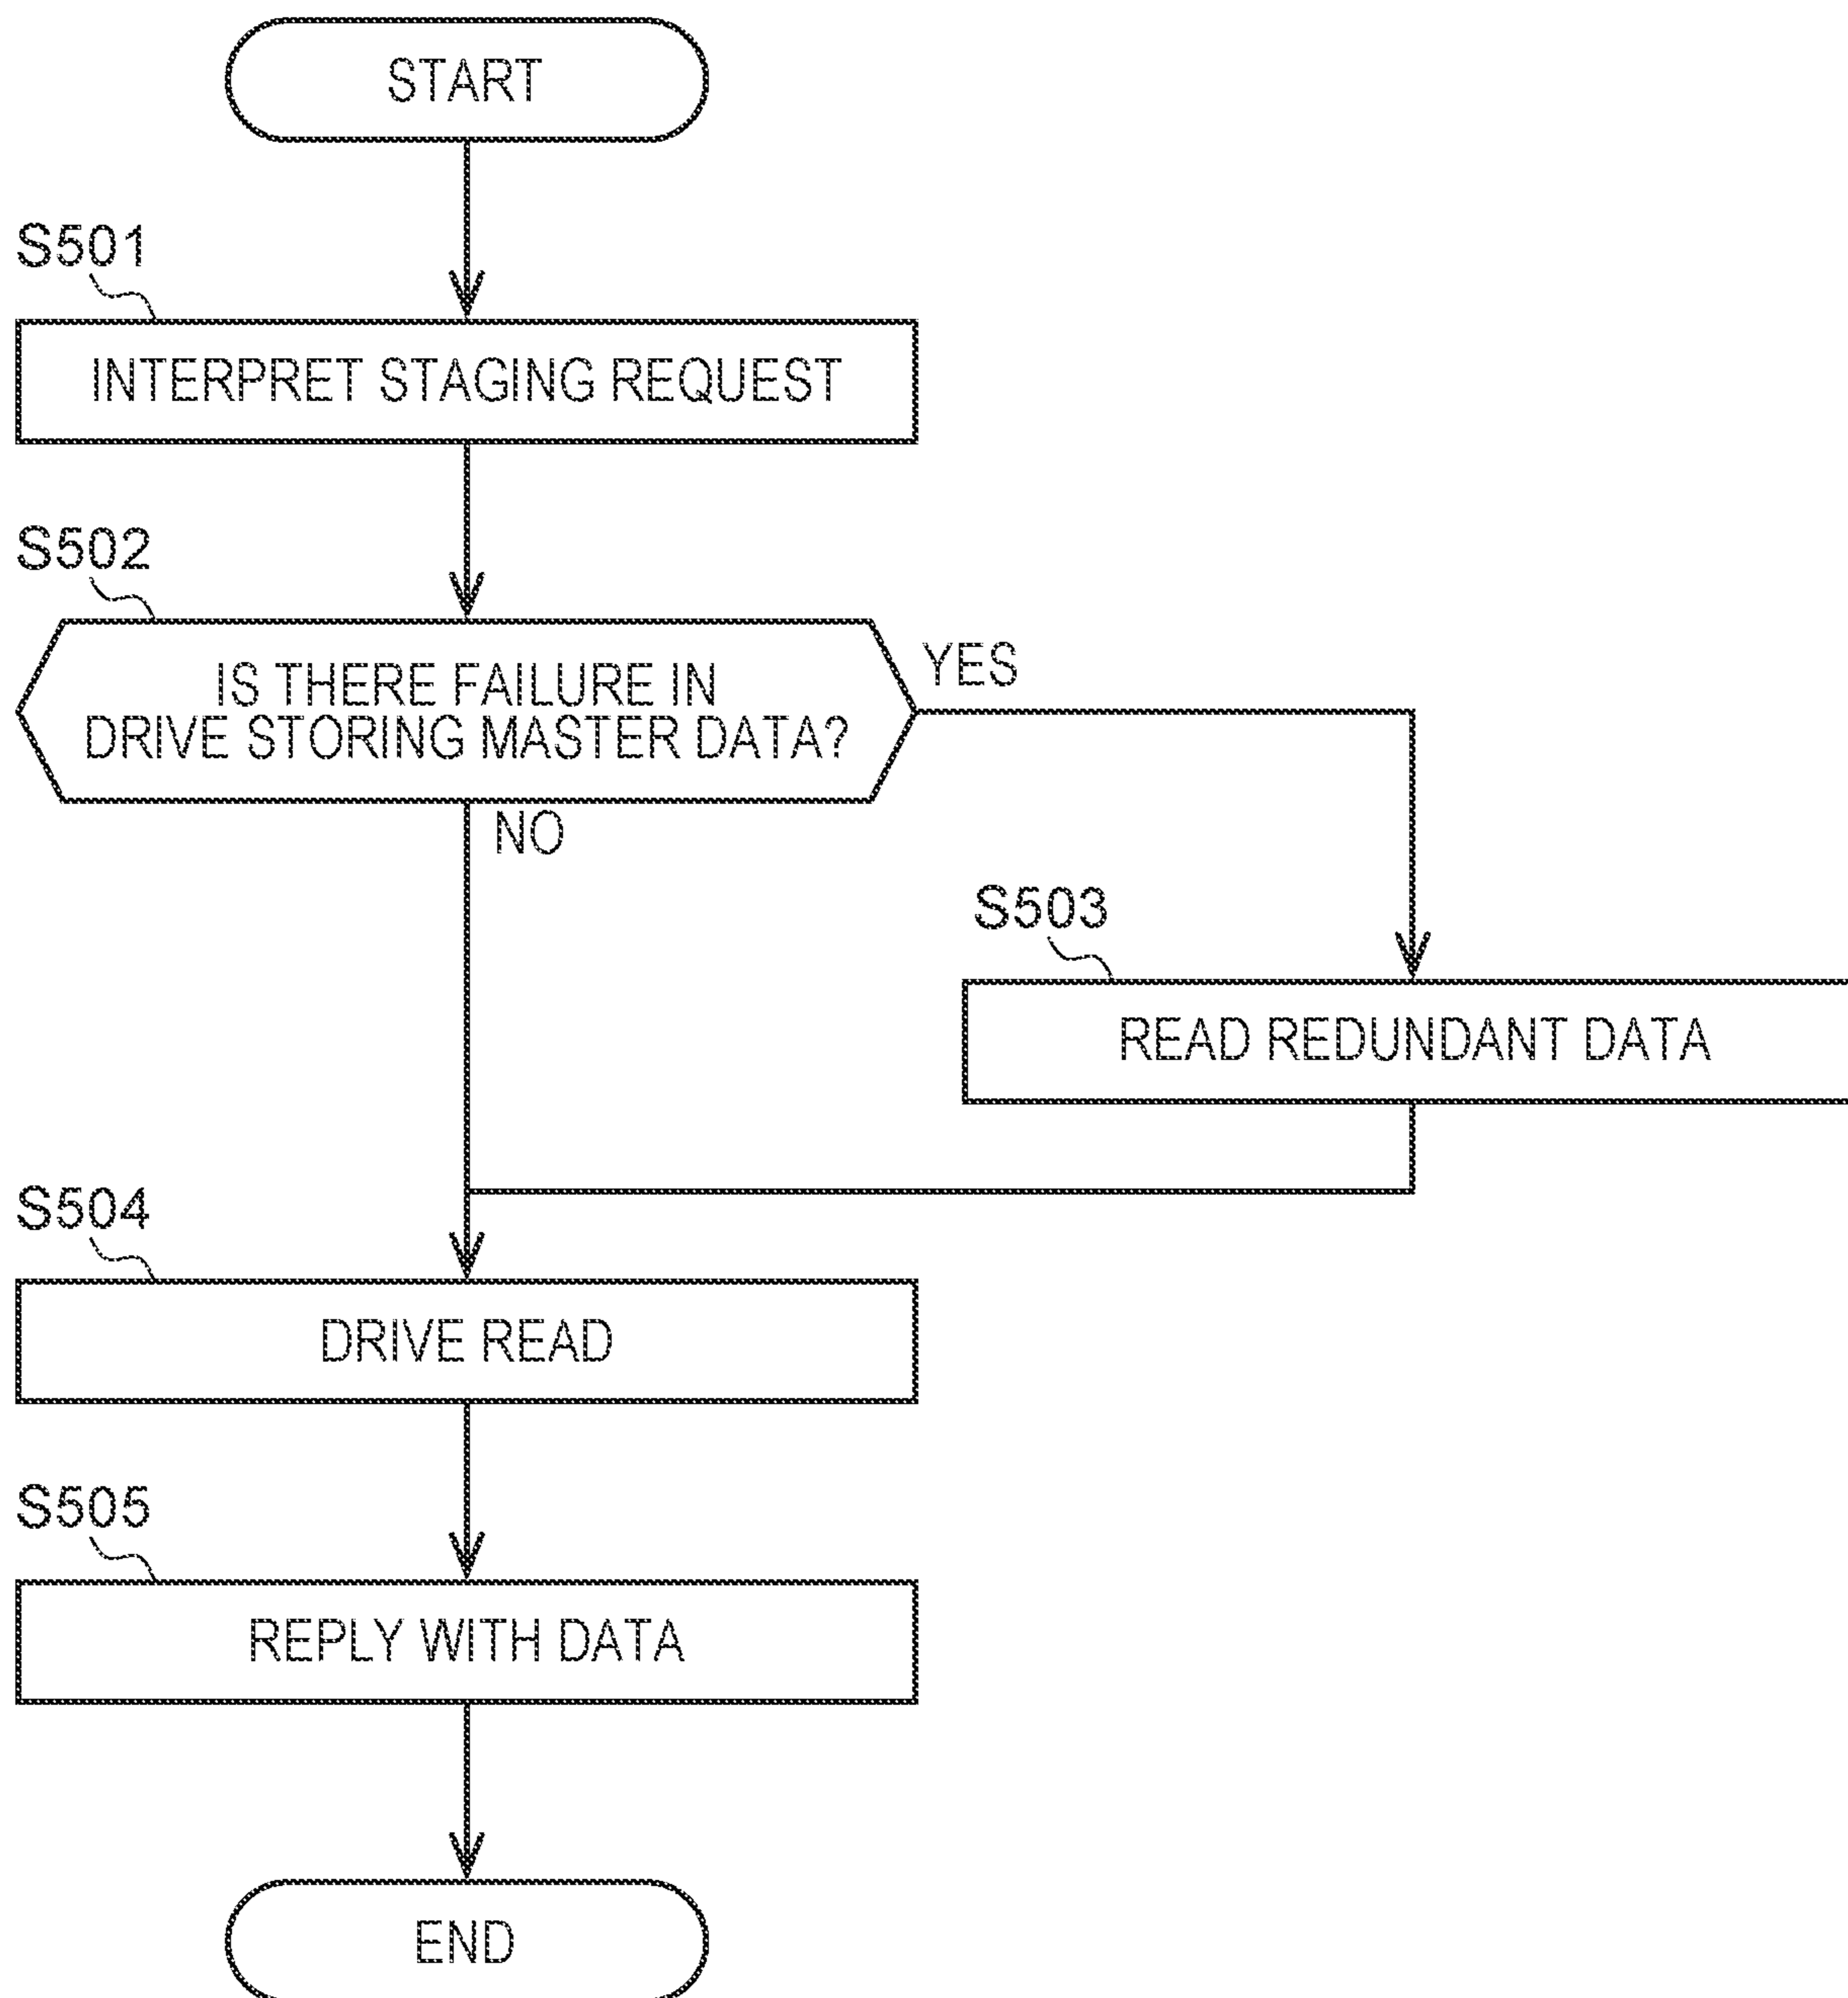 START
S501
INTERPRET STAGING REQUEST
S502
IS THERE FAILURE IN
DRIVE STORING MASTER DATA?
YES
NO
S503
READ REDUNDANT DATA
S504
DRIVE READ
S505
REPLY WITH DATA
END